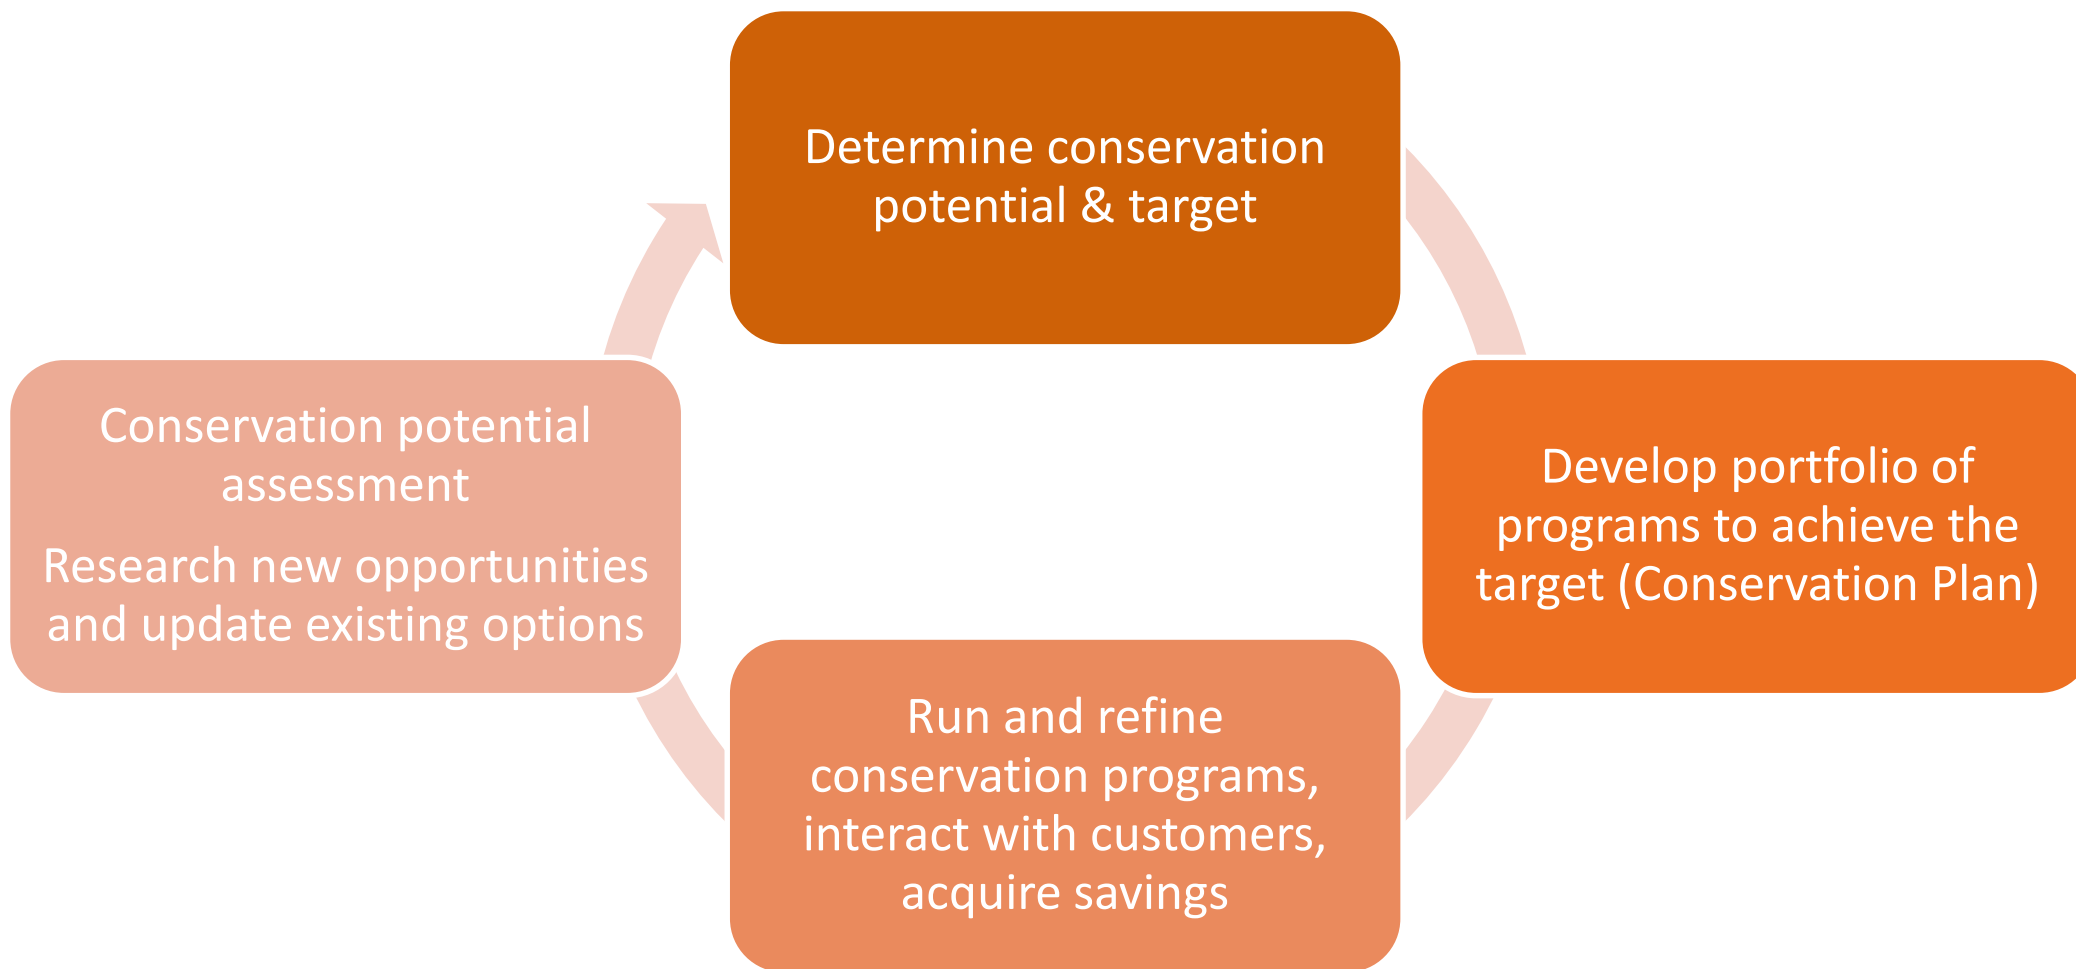 Determine conservation
potential & target
Develop portfolio of
programs to achieve the
target (Conservation Plan)
Run and refine
conservation programs,
interact with customers,
acquire savings
Conservation potential
assessment
Research new opportunities
and update existing options